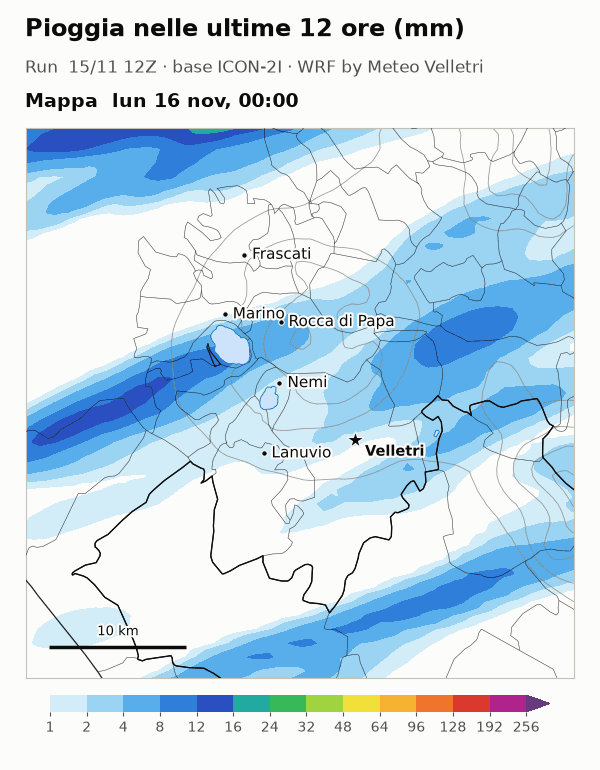 Pioggia nelle ultime 12 ore (mm)
Run 15/11 12Z · base ICON-2I · WRF by Meteo Velletri
Mappa lun 16 nov, 00:00
Frascati
Marino
Rocca di Papa
Nemi
Velletri
Lanuvio
10 km
1 2 4 8 12 16 24 32 48 64 96 128 192 256